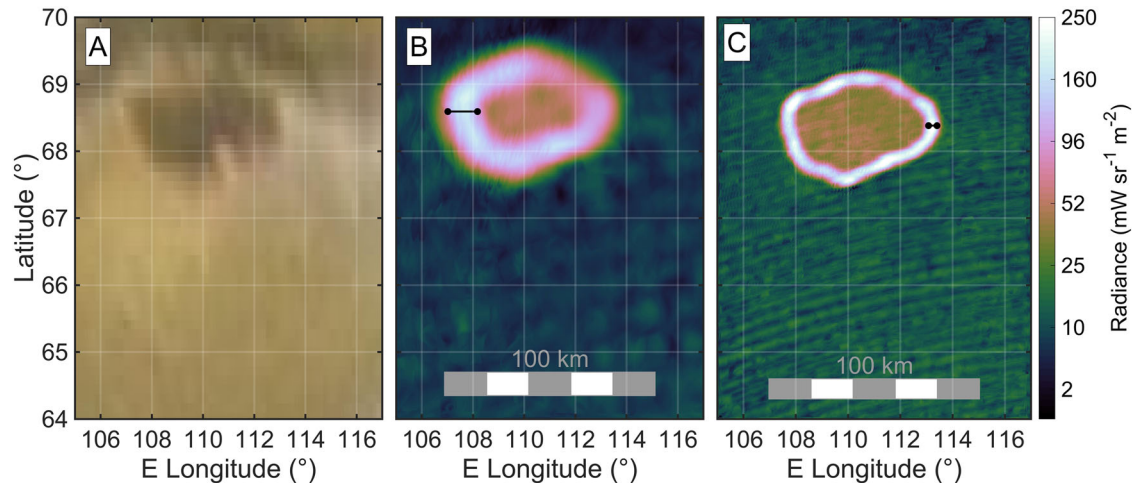 A
B
C
Latitude (°)
70
69
68
67
66
65
64
106 108 110 112 114 116
E Longitude (°)
100 km
106 108 110 112 114 116
E Longitude (°)
100 km
106 108 110 112 114 116
E Longitude (°)
250
160
96
52
25
10
2
Radiance (mW sr⁻¹ m⁻²)